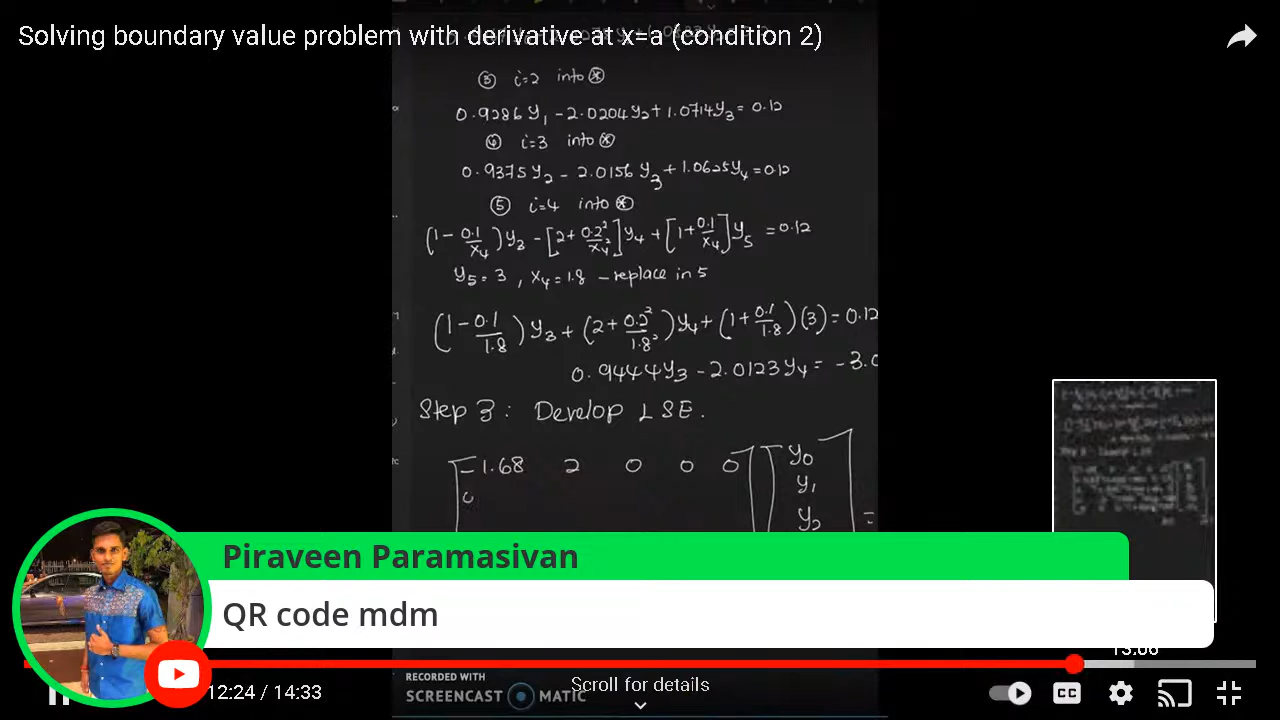 Solving boundary value problem with derivative at x=a (condition 2)
③ i=2 into ⊛
0.9286 y₁ - 2.0204 y₂ + 1.0714 y₃ = 0.12
④ i=3 into ⊛
0.9375 y₂ - 2.0156 y₃ + 1.0625 y₄ = 0.12
⑤ i=4 into ⊛
(1 - 0.1/x₄) y₃ - [2 + 0.2²/x₄²] y₄ + [1 + 0.1/x₄] y₅ = 0.12
y₅ = 3 , x₄ = 1.8 - replace in 5
(1 - 0.1/1.8) y₃ + (2 + 0.2²/1.8²) y₄ + (1 + 0.1/1.8)(3) = 0.12
0.9444 y₃ - 2.0123 y₄ = -3.0
Step 3: Develop LSE.
-1.68 2 0 0 0 y₀
0 y₁
y₂ =
Piraveen Paramasivan
QR code mdm
13:06
12:24 / 14:33
RECORDED WITH
SCREENCAST MATIC
Scroll for details
CC